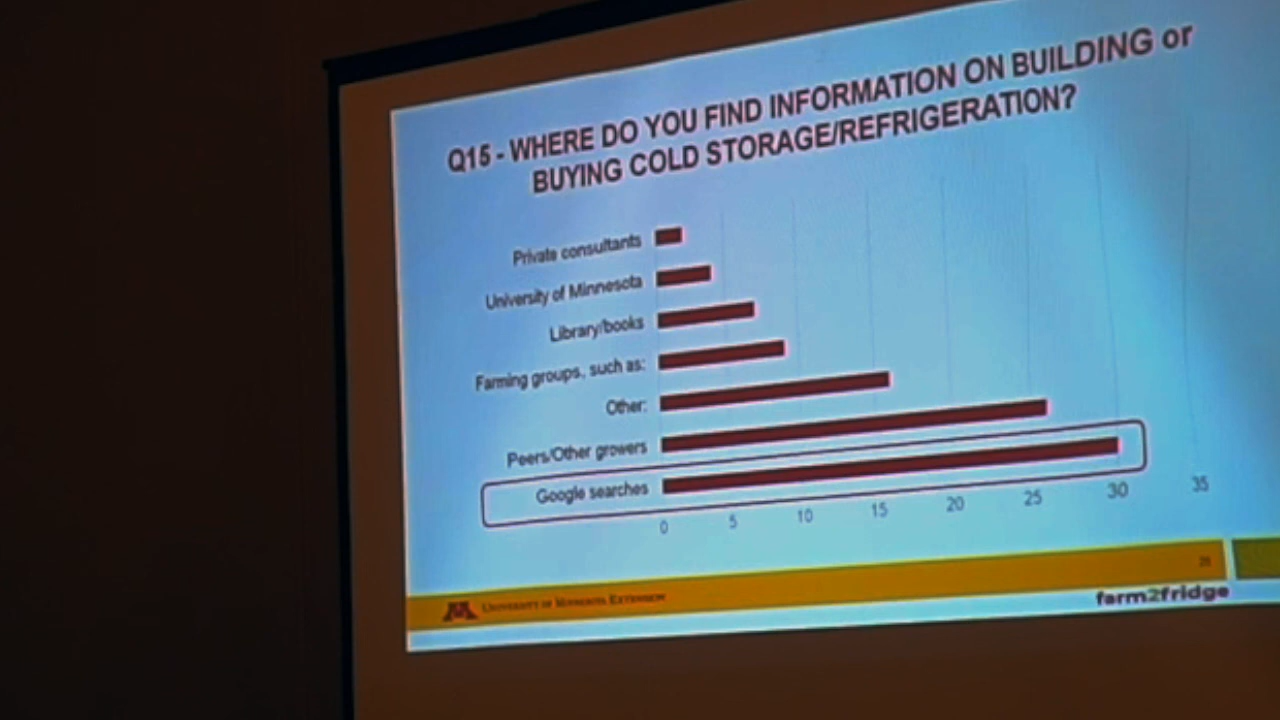 Q15 - WHERE DO YOU FIND INFORMATION ON BUILDING or
BUYING COLD STORAGE/REFRIGERATION?
Private consultants
University of Minnesota
Library/books
Farming groups, such as:
Other:
Peers/Other growers
Google searches
0 5 10 15 20 25 30 35
M UNIVERSITY OF MINNESOTA EXTENSION
farm2fridge